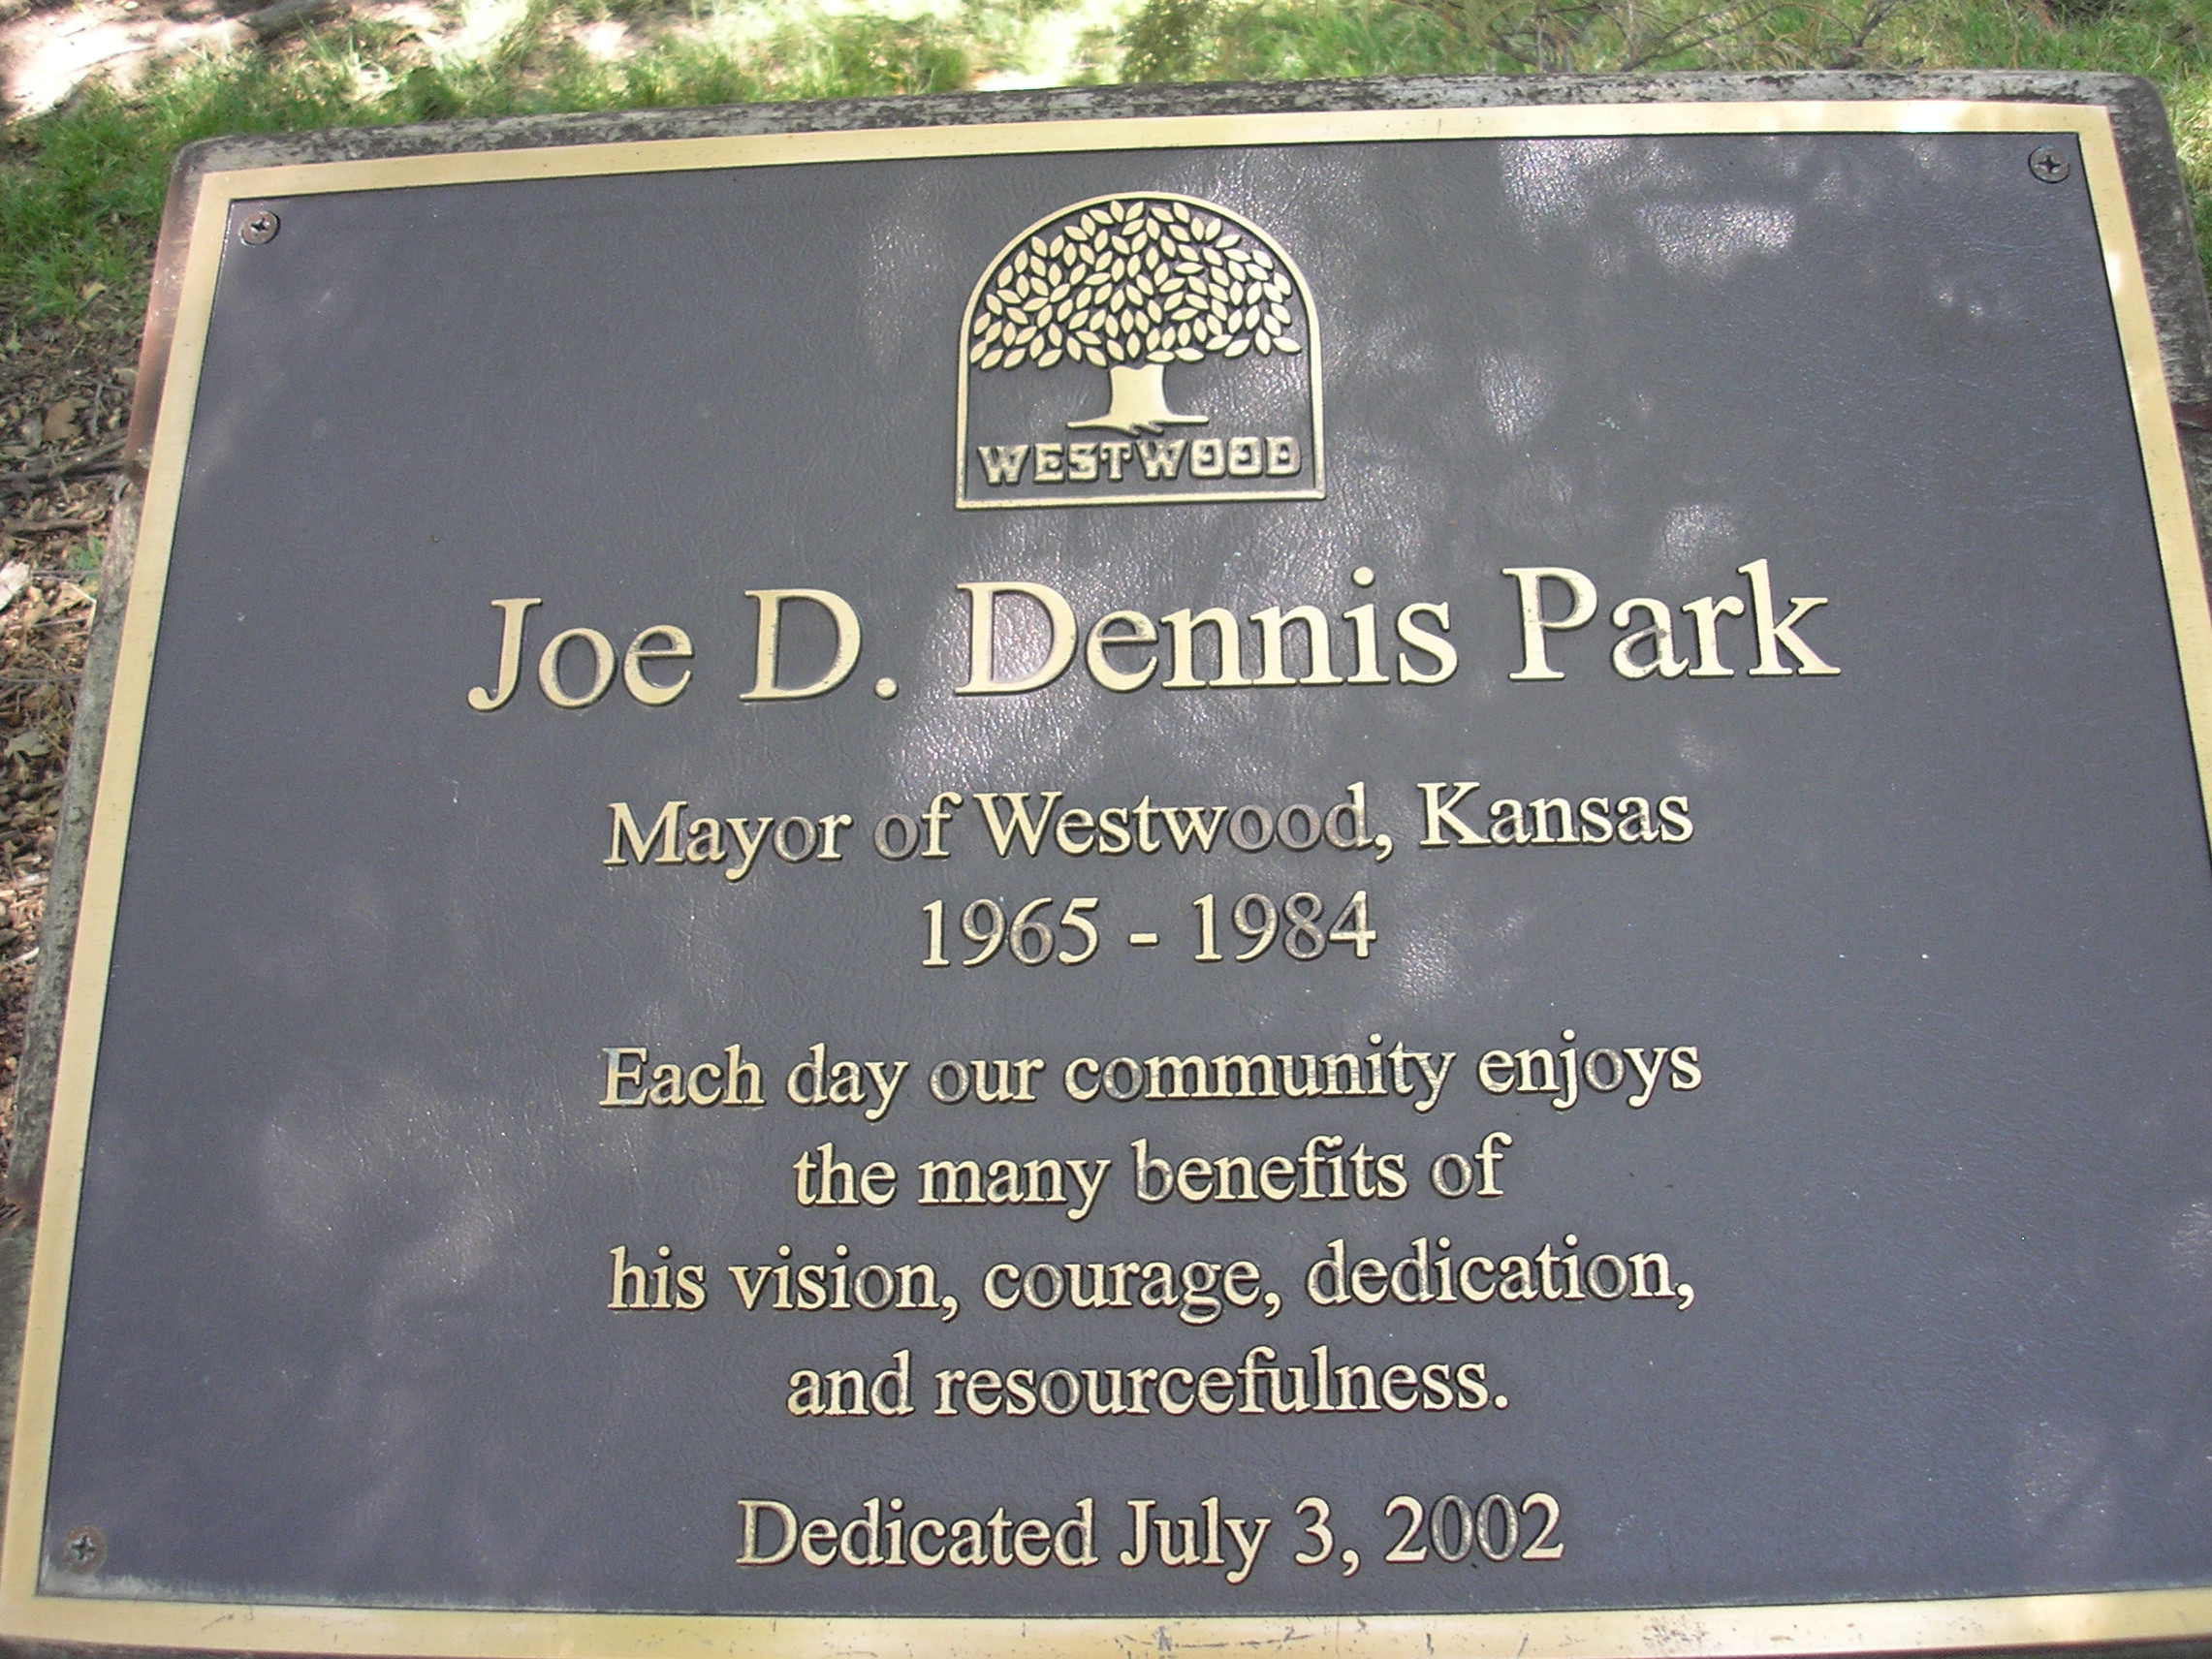 WESTWOOD
Joe D. Dennis Park
Mayor of Westwood, Kansas
1965 - 1984
Each day our community enjoys
the many benefits of
his vision, courage, dedication,
and resourcefulness.
Dedicated July 3, 2002